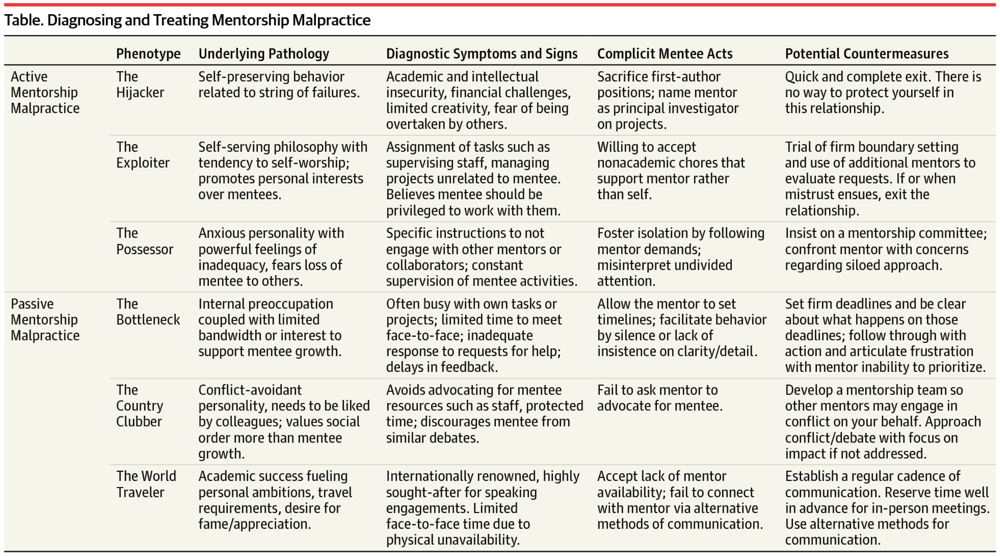 Table. Diagnosing and Treating Mentorship Malpractice
Phenotype Underlying Pathology Diagnostic Symptoms and Signs Complicit Mentee Acts Potential Countermeasures
Active
Mentorship
Malpractice
The
Hijacker
Self-preserving behavior
related to string of failures.
Academic and intellectual
insecurity, financial challenges,
limited creativity, fear of being
overtaken by others.
Sacrifice first-author
positions; name mentor
as principal investigator
on projects.
Quick and complete exit. There is
no way to protect yourself in
this relationship.
The
Exploiter
Self-serving philosophy with
tendency to self-worship;
promotes personal interests
over mentees.
Assignment of tasks such as
supervising staff, managing
projects unrelated to mentee.
Believes mentee should be
privileged to work with them.
Willing to accept
nonacademic chores that
support mentor rather
than self.
Trial of firm boundary setting
and use of additional mentors to
evaluate requests. If or when
mistrust ensues, exit the
relationship.
The
Possessor
Anxious personality with
powerful feelings of
inadequacy, fears loss of
mentee to others.
Specific instructions to not
engage with other mentors or
collaborators; constant
supervision of mentee activities.
Foster isolation by following
mentor demands;
misinterpret undivided
attention.
Insist on a mentorship committee;
confront mentor with concerns
regarding siloed approach.
Passive
Mentorship
Malpractice
The
Bottleneck
Internal preoccupation
coupled with limited
bandwidth or interest to
support mentee growth.
Often busy with own tasks or
projects; limited time to meet
face-to-face; inadequate
response to requests for help;
delays in feedback.
Allow the mentor to set
timelines; facilitate behavior
by silence or lack of
insistence on clarity/detail.
Set firm deadlines and be clear
about what happens on those
deadlines; follow through with
action and articulate frustration
with mentor inability to prioritize.
The
Country
Clubber
Conflict-avoidant
personality, needs to be liked
by colleagues; values social
order more than mentee
growth.
Avoids advocating for mentee
resources such as staff, protected
time; discourages mentee from
similar debates.
Fail to ask mentor to
advocate for mentee.
Develop a mentorship team so
other mentors may engage in
conflict on your behalf. Approach
conflict/debate with focus on
impact if not addressed.
The World
Traveler
Academic success fueling
personal ambitions, travel
requirements, desire for
fame/appreciation.
Internationally renowned, highly
sought-after for speaking
engagements. Limited
face-to-face time due to
physical unavailability.
Accept lack of mentor
availability; fail to connect
with mentor via alternative
methods of communication.
Establish a regular cadence of
communication. Reserve time well
in advance for in-person meetings.
Use alternative methods for
communication.